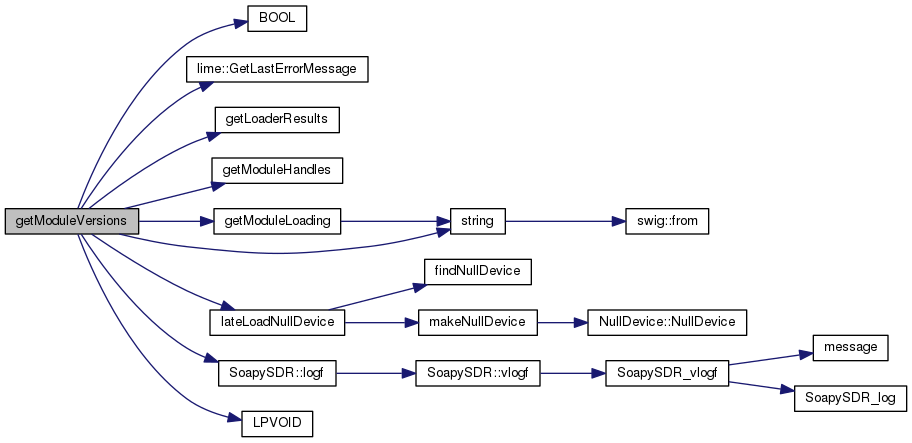 BOOL
lime::GetLastErrorMessage
getLoaderResults
getModuleHandles
getModuleVersions
getModuleLoading
string
swig::from
findNullDevice
lateLoadNullDevice
makeNullDevice
NullDevice::NullDevice
message
SoapySDR::logf
SoapySDR::vlogf
SoapySDR_vlogf
SoapySDR_log
LPVOID